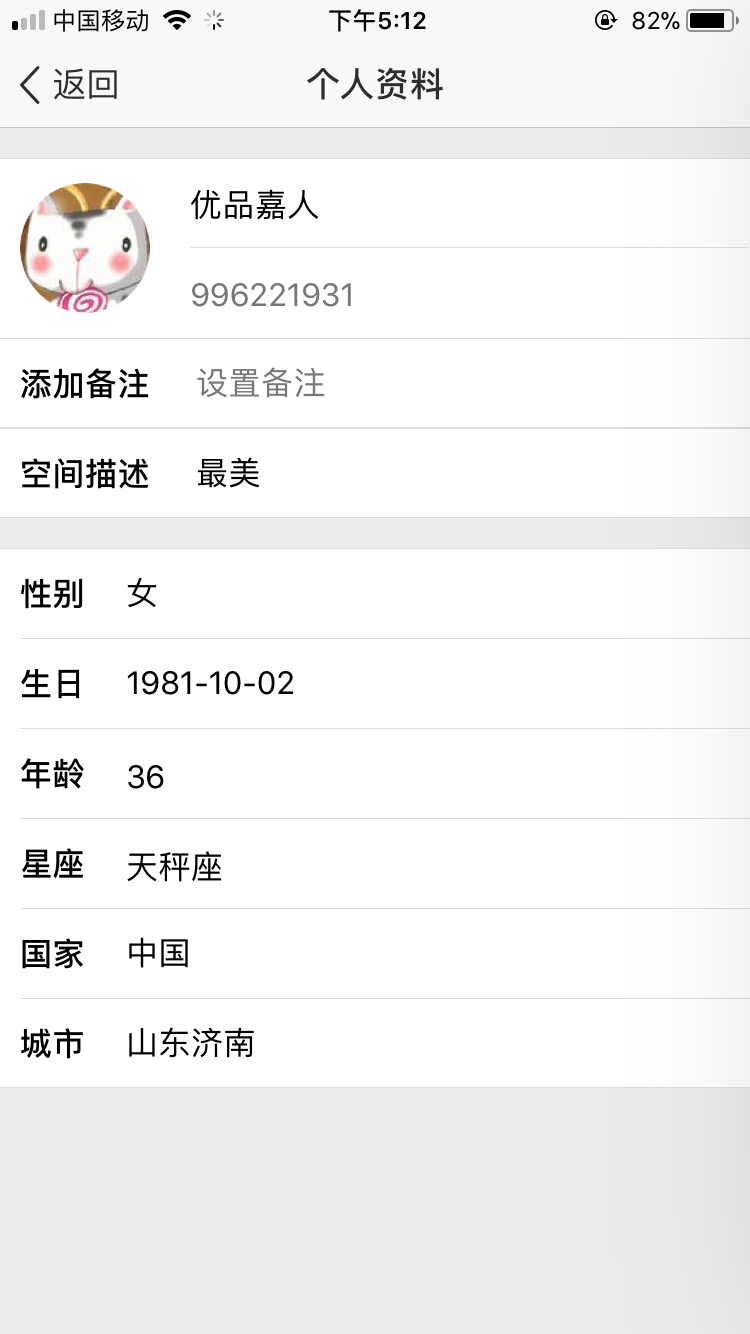 中国移动 下午5:12 82%
返回 个人资料
优品嘉人
996221931
添加备注 设置备注
空间描述 最美
性别 女
生日 1981-10-02
年龄 36
星座 天秤座
国家 中国
城市 山东济南